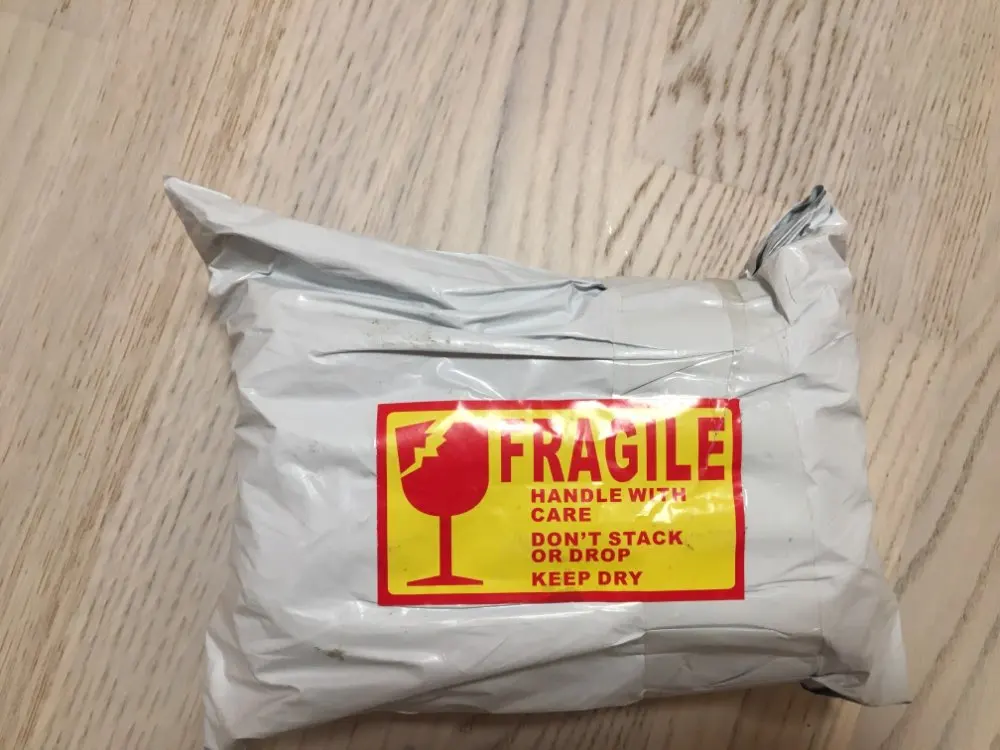 FRAGILE
HANDLE WITH
CARE
DON'T STACK
OR DROP
KEEP DRY